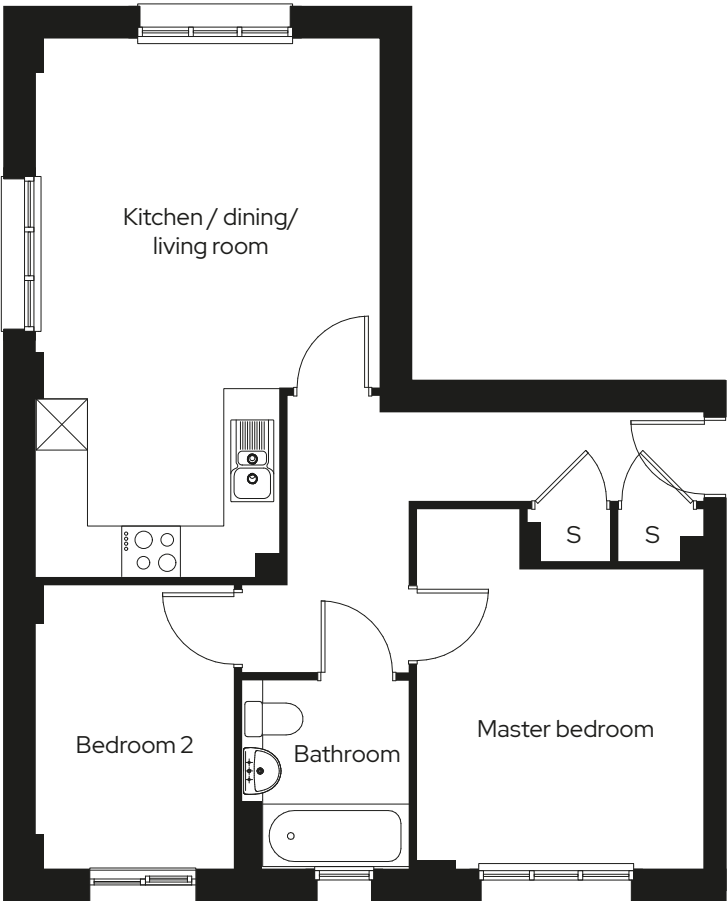 Kitchen / dining/
living room
S
S
Master bedroom
Bedroom 2
Bathroom